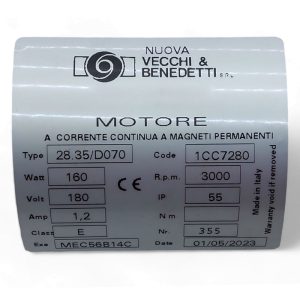 NUOVA
VECCHI &
BENEDETTI S.R.L.
MOTORE
A CORRENTE CONTINUA A MAGNETI PERMANENTI
Type 28.35/D070 Code 1CC7280
Watt 160 R.p.m. 3000
Volt 180 CE IP 55
Amp 1,2 N m
Class E Nr. 355
Exe MEC56B14C Date 01/05/2023
Made in Italy
Waranty void if removed